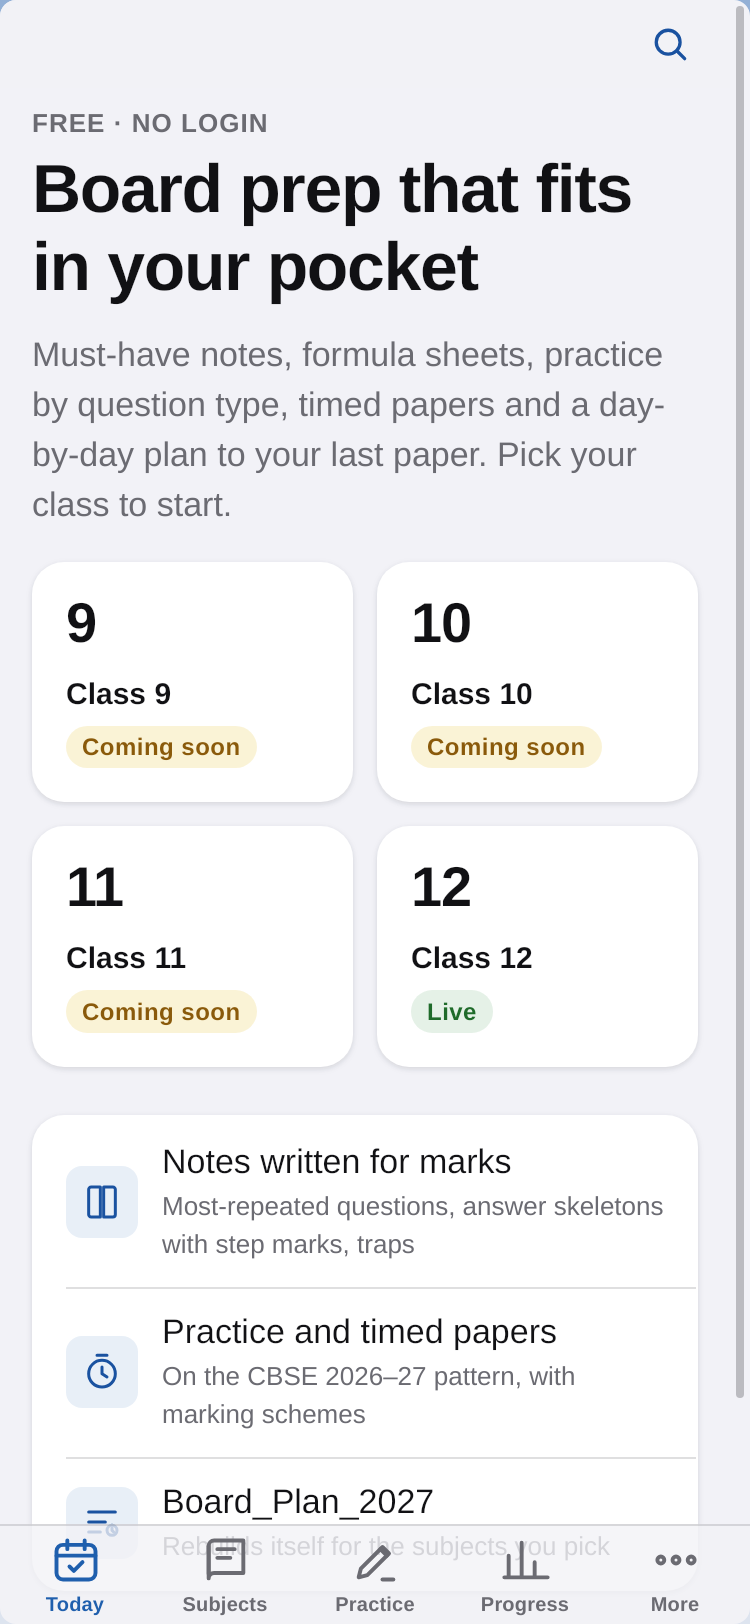 FREE · NO LOGIN
Board prep that fits
in your pocket
Must-have notes, formula sheets, practice
by question type, timed papers and a day-
by-day plan to your last paper. Pick your
class to start.
9
Class 9
Coming soon
10
Class 10
Coming soon
11
Class 11
Coming soon
12
Class 12
Live
Notes written for marks
Most-repeated questions, answer skeletons
with step marks, traps
Practice and timed papers
On the CBSE 2026–27 pattern, with
marking schemes
Board_Plan_2027
Rebuilds itself for the subjects you pick
Today
Subjects
Practice
Progress
More